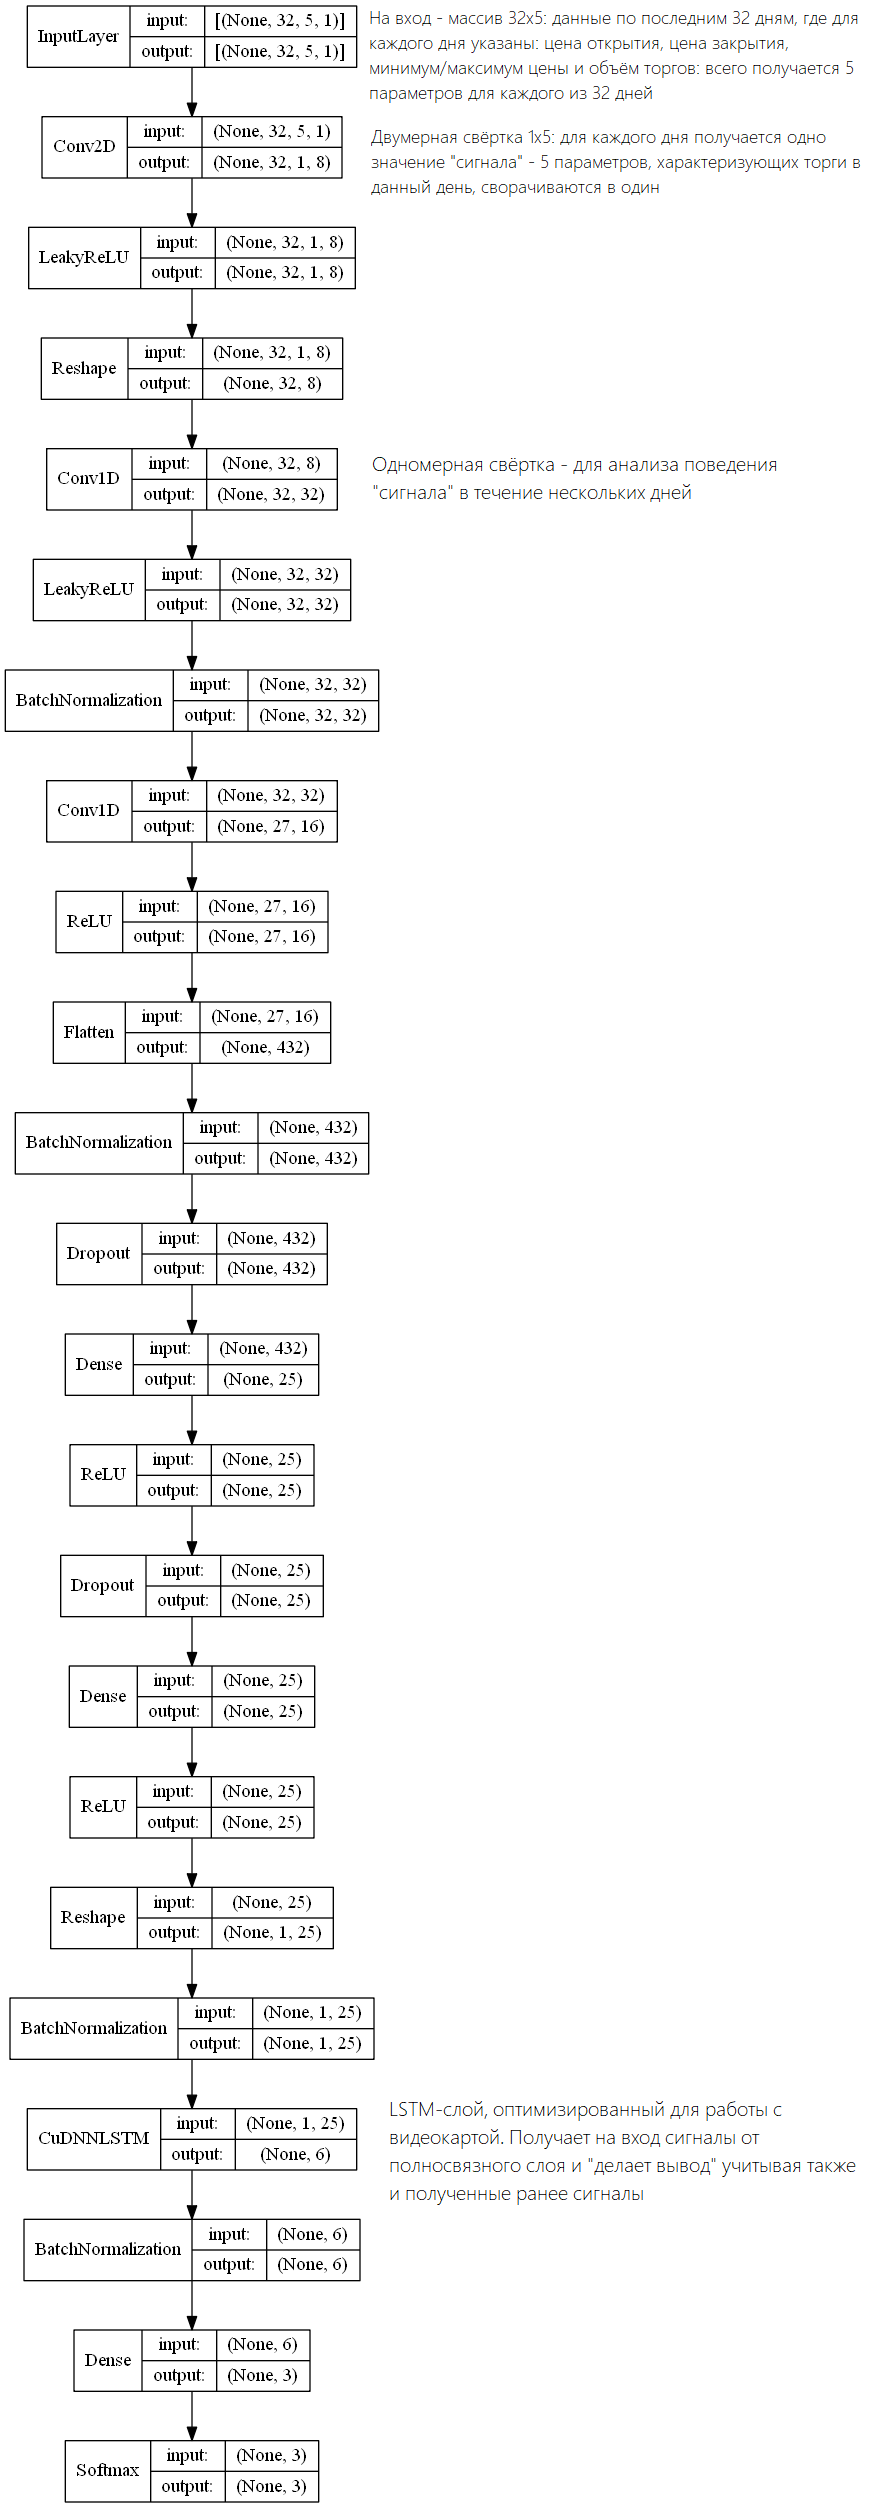 InputLayer
input: [(None, 32, 5, 1)]
output: [(None, 32, 5, 1)]
На вход - массив 32x5: данные по последним 32 дням, где для
каждого дня указаны: цена открытия, цена закрытия,
минимум/максимум цены и объём торгов: всего получается 5
параметров для каждого из 32 дней
Conv2D
input: (None, 32, 5, 1)
output: (None, 32, 1, 8)
Двумерная свёртка 1x5: для каждого дня получается одно
значение "сигнала" - 5 параметров, характеризующих торги в
данный день, сворачиваются в один
LeakyReLU
input: (None, 32, 1, 8)
output: (None, 32, 1, 8)
Reshape
input: (None, 32, 1, 8)
output: (None, 32, 8)
Conv1D
input: (None, 32, 8)
output: (None, 32, 32)
Одномерная свёртка - для анализа поведения
"сигнала" в течение нескольких дней
LeakyReLU
input: (None, 32, 32)
output: (None, 32, 32)
BatchNormalization
input: (None, 32, 32)
output: (None, 32, 32)
Conv1D
input: (None, 32, 32)
output: (None, 27, 16)
ReLU
input: (None, 27, 16)
output: (None, 27, 16)
Flatten
input: (None, 27, 16)
output: (None, 432)
BatchNormalization
input: (None, 432)
output: (None, 432)
Dropout
input: (None, 432)
output: (None, 432)
Dense
input: (None, 432)
output: (None, 25)
ReLU
input: (None, 25)
output: (None, 25)
Dropout
input: (None, 25)
output: (None, 25)
Dense
input: (None, 25)
output: (None, 25)
ReLU
input: (None, 25)
output: (None, 25)
Reshape
input: (None, 25)
output: (None, 1, 25)
BatchNormalization
input: (None, 1, 25)
output: (None, 1, 25)
CuDNNLSTM
input: (None, 1, 25)
output: (None, 6)
LSTM-слой, оптимизированный для работы с
видеокартой. Получает на вход сигналы от
полносвязного слоя и "делает вывод" учитывая также
и полученные ранее сигналы
BatchNormalization
input: (None, 6)
output: (None, 6)
Dense
input: (None, 6)
output: (None, 3)
Softmax
input: (None, 3)
output: (None, 3)